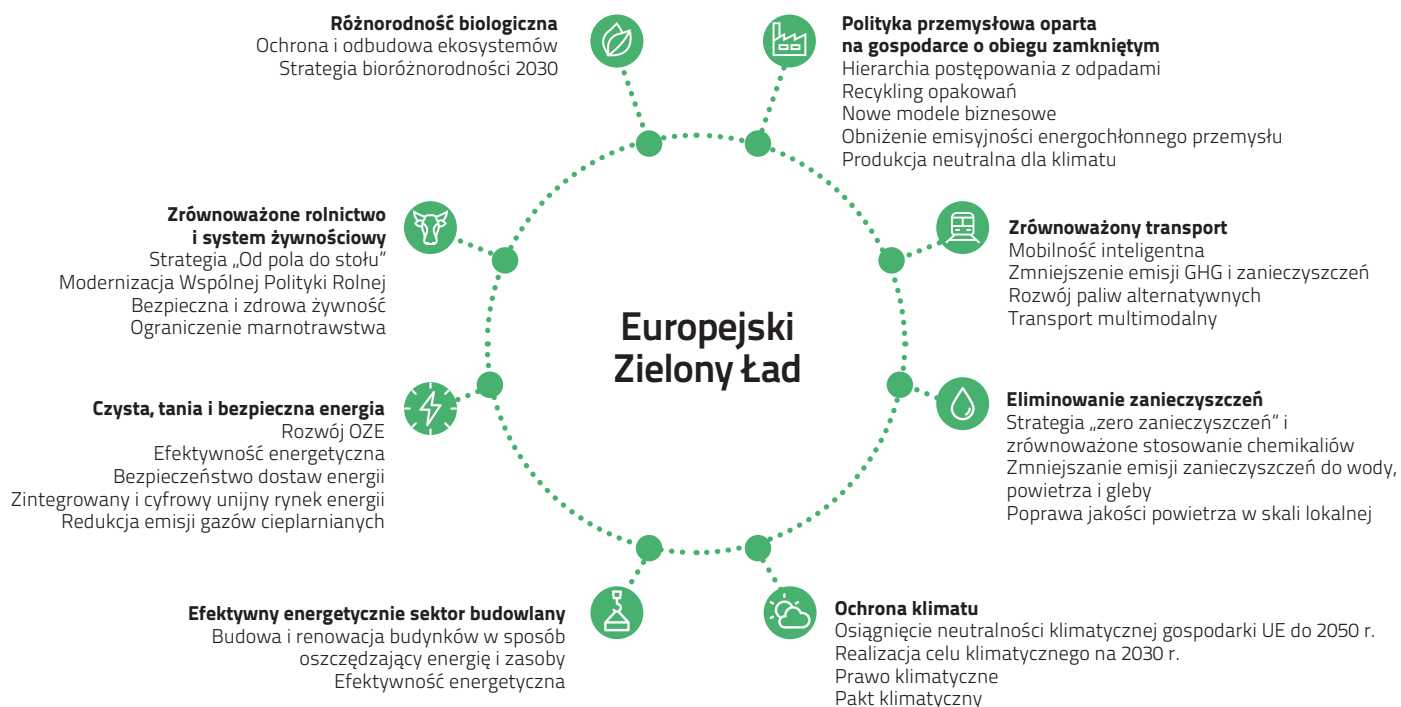 Różnorodność biologiczna
Ochrona i odbudowa ekosystemów
Strategia bioróżnorodności 2030
Polityka przemysłowa oparta
na gospodarce o obiegu zamkniętym
Hierarchia postępowania z odpadami
Recykling opakowań
Nowe modele biznesowe
Obniżenie emisyjności energochłonnego przemysłu
Produkcja neutralna dla klimatu
Zrównoważone rolnictwo
i system żywnościowy
Strategia „Od pola do stołu”
Modernizacja Wspólnej Polityki Rolnej
Bezpieczna i zdrowa żywność
Ograniczenie marnotrawstwa
Zrównoważony transport
Mobilność inteligentna
Zmniejszenie emisji GHG i zanieczyszczeń
Rozwój paliw alternatywnych
Transport multimodalny
Europejski
Zielony Ład
Czysta, tania i bezpieczna energia
Rozwój OZE
Efektywność energetyczna
Bezpieczeństwo dostaw energii
Zintegrowany i cyfrowy unijny rynek energii
Redukcja emisji gazów cieplarnianych
Eliminowanie zanieczyszczeń
Strategia „zero zanieczyszczeń” i
zrównoważone stosowanie chemikaliów
Zmniejszanie emisji zanieczyszczeń do wody,
powietrza i gleby
Poprawa jakości powietrza w skali lokalnej
Efektywny energetycznie sektor budowlany
Budowa i renowacja budynków w sposób
oszczędzający energię i zasoby
Efektywność energetyczna
Ochrona klimatu
Osiągnięcie neutralności klimatycznej gospodarki UE do 2050 r.
Realizacja celu klimatycznego na 2030 r.
Prawo klimatyczne
Pakt klimatyczny